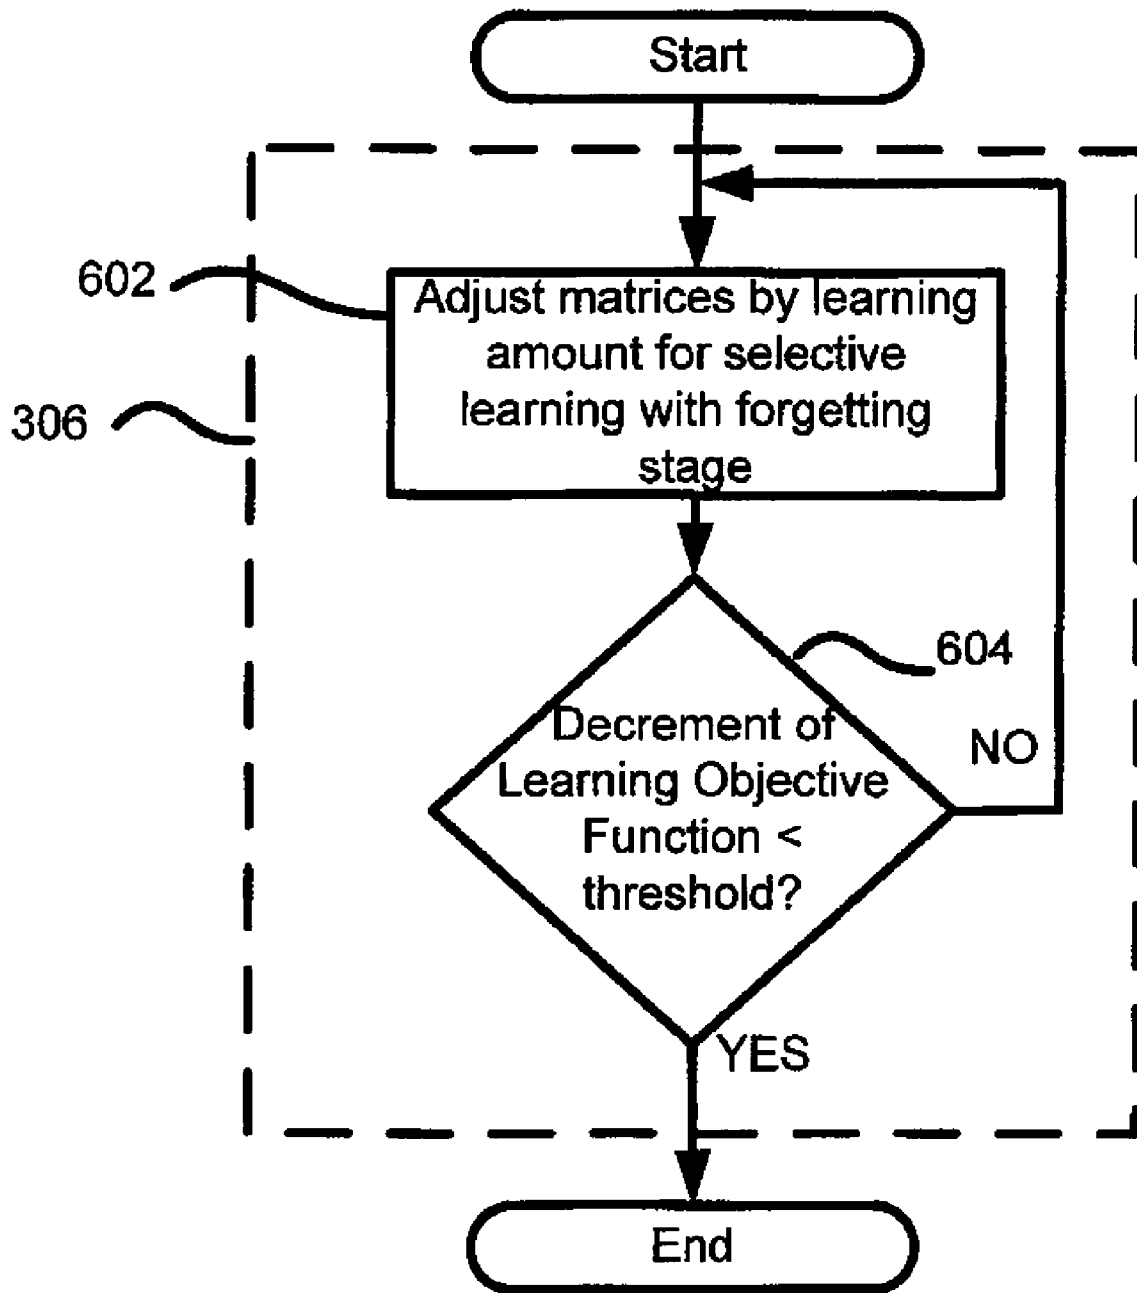 Start
602
Adjust matrices by learning
amount for selective
learning with forgetting
stage
306
604
Decrement of
Learning Objective
Function <
threshold?
NO
YES
End